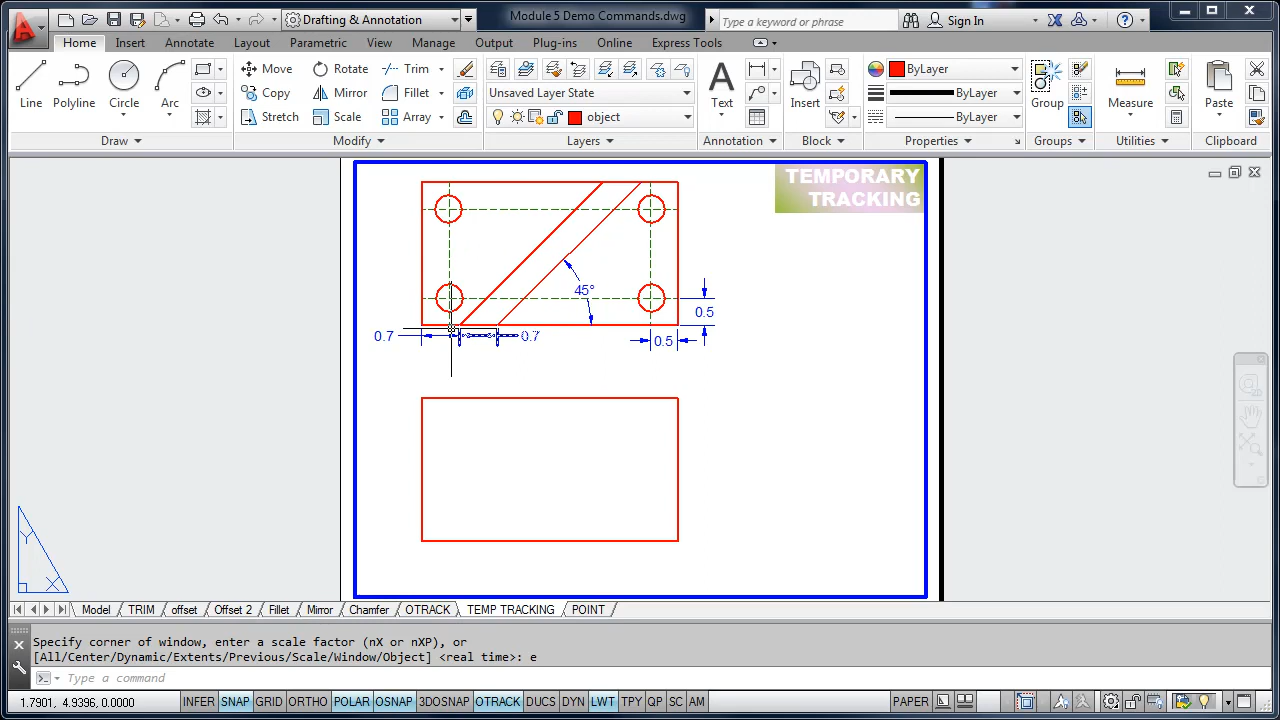 Drafting & Annotation
Module 5 Demo Commands.dwg
Type a keyword or phrase
Sign In
Home Insert Annotate Layout Parametric View Manage Output Plug-ins Online Express Tools
Line Polyline Circle Arc
Move Rotate Trim
Copy Mirror Fillet
Stretch Scale Array
Text
Insert
Group
Measure
Paste
Unsaved Layer State
object
ByLayer
ByLayer
ByLayer
Draw Modify Layers Annotation Block Properties Groups Utilities Clipboard
TEMPORARY
TRACKING
45°
0.5
0.7 0.7
0.5
Y
X
Model TRIM offset Offset 2 Fillet Mirror Chamfer OTRACK TEMP TRACKING POINT
Specify corner of window, enter a scale factor (nX or nXP), or
[All/Center/Dynamic/Extents/Previous/Scale/Window/Object] <real time>: e
Type a command
1.7901, 4.9396, 0.0000 INFER SNAP GRID ORTHO POLAR OSNAP 3DOSNAP OTRACK DUCS DYN LWT TPY QP SC AM PAPER